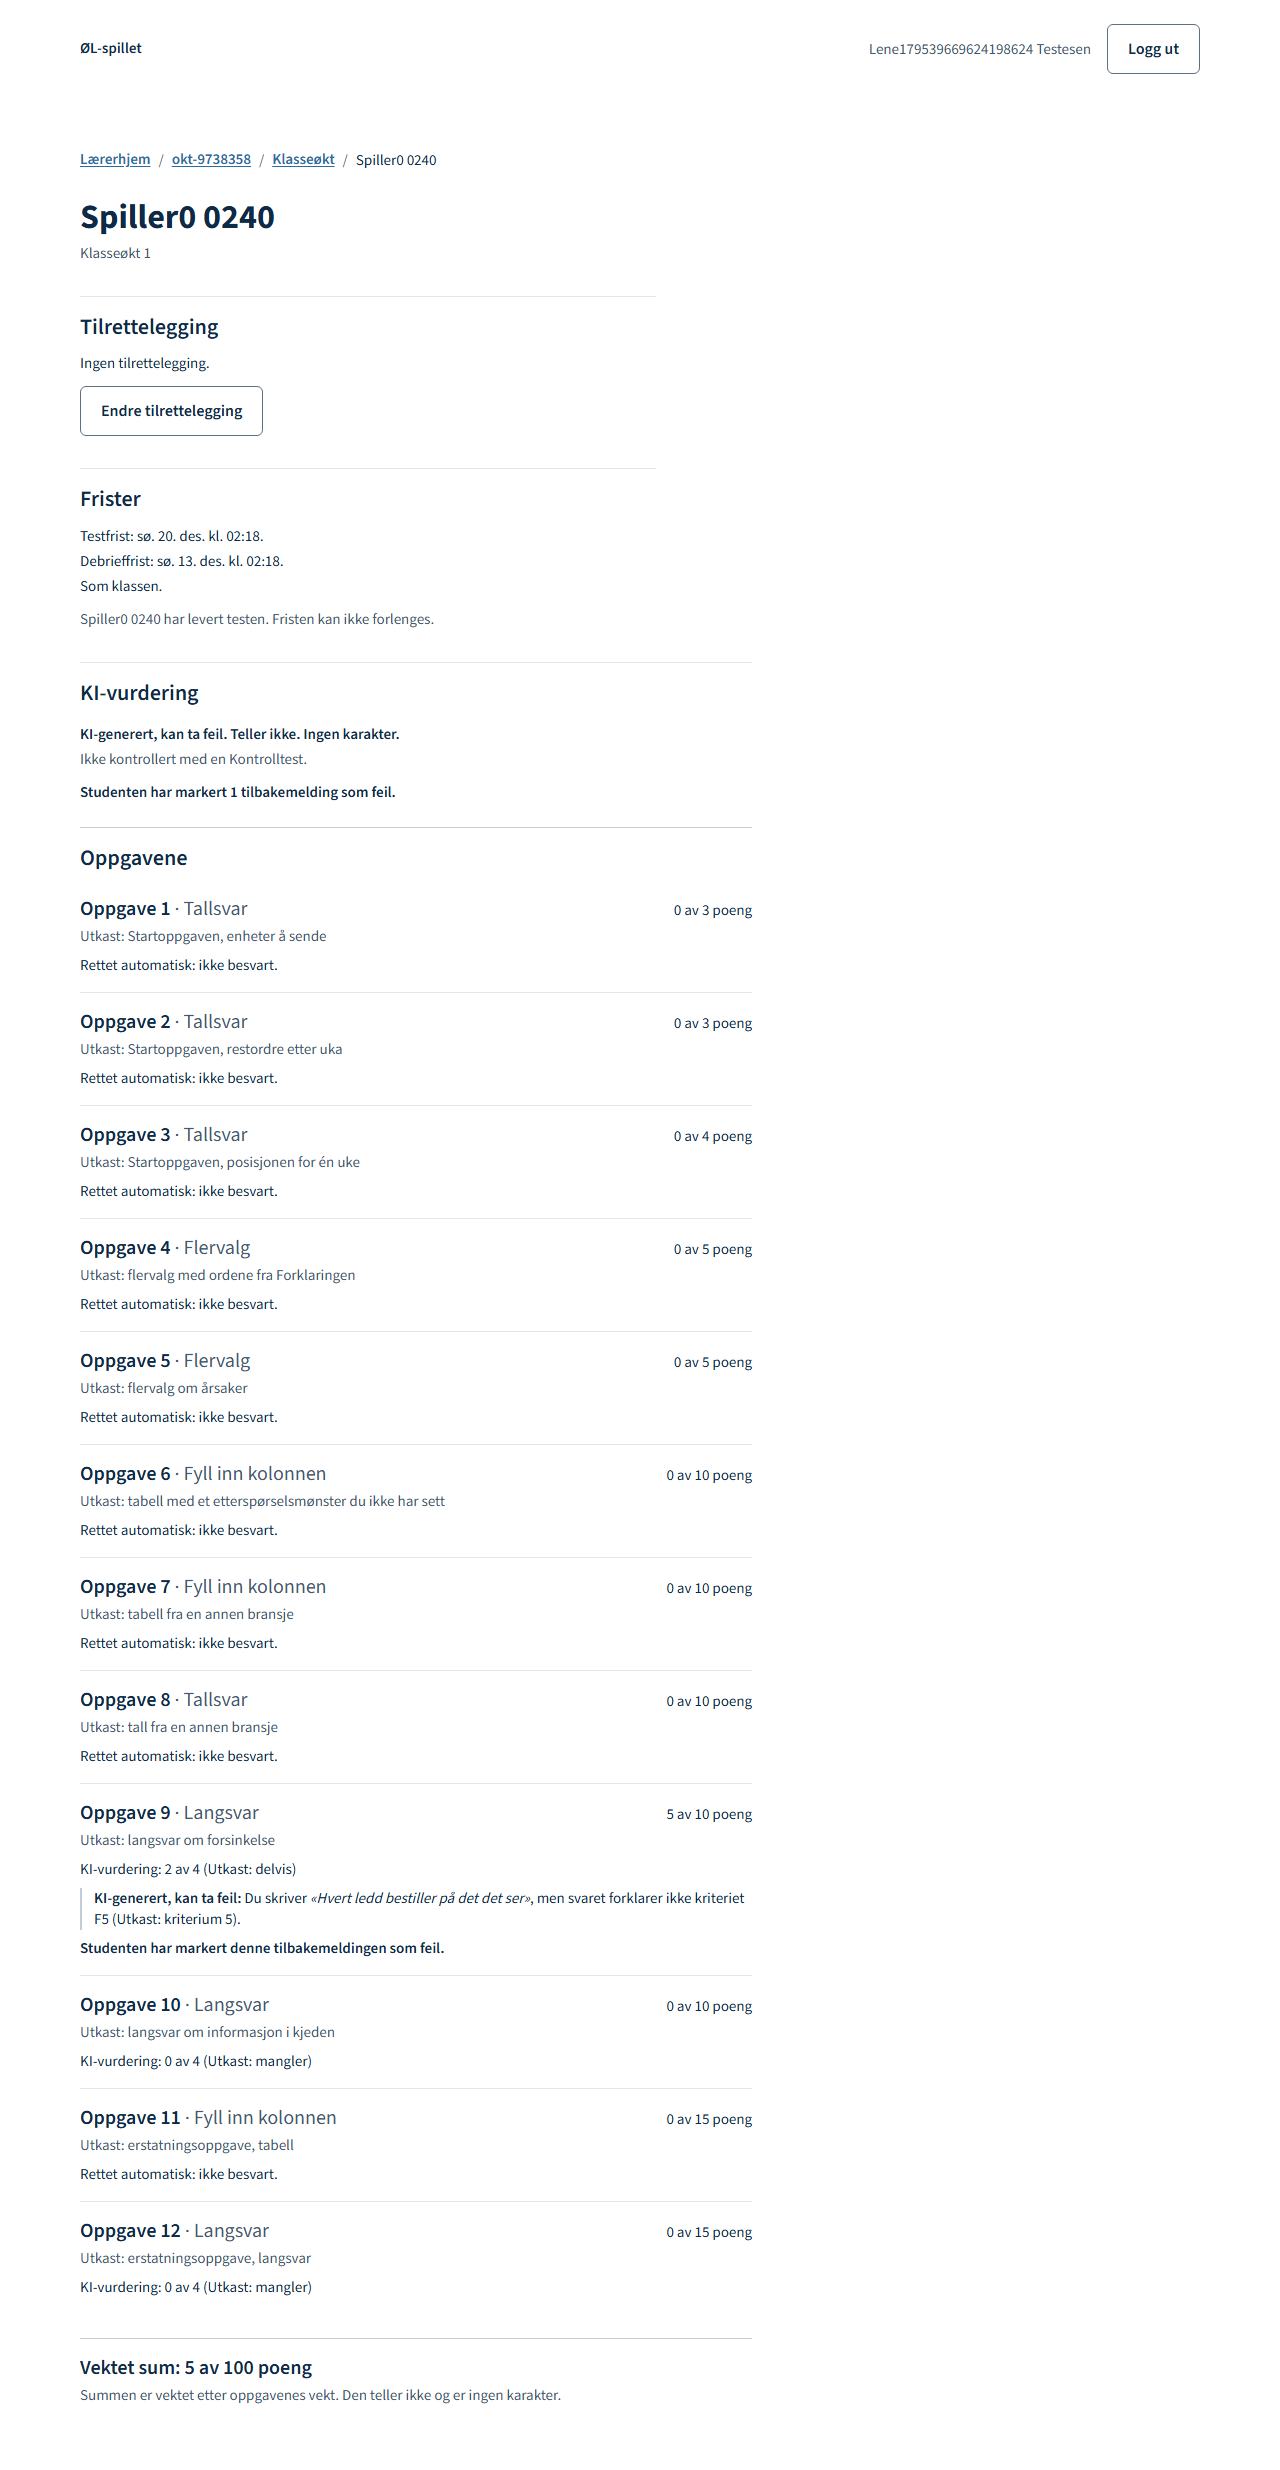 ØL-spillet
Lene179539669624198624 Testesen
Logg ut
Lærerhjem / okt-9738358 / Klasseøkt / Spiller0 0240
Spiller0 0240
Klasseøkt 1
Tilrettelegging
Ingen tilrettelegging.
Endre tilrettelegging
Frister
Testfrist: sø. 20. des. kl. 02:18.
Debrieffrist: sø. 13. des. kl. 02:18.
Som klassen.
Spiller0 0240 har levert testen. Fristen kan ikke forlenges.
KI-vurdering
KI-generert, kan ta feil. Teller ikke. Ingen karakter.
Ikke kontrollert med en Kontrolltest.
Studenten har markert 1 tilbakemelding som feil.
Oppgavene
Oppgave 1 · Tallsvar
0 av 3 poeng
Utkast: Startoppgaven, enheter å sende
Rettet automatisk: ikke besvart.
Oppgave 2 · Tallsvar
0 av 3 poeng
Utkast: Startoppgaven, restordre etter uka
Rettet automatisk: ikke besvart.
Oppgave 3 · Tallsvar
0 av 4 poeng
Utkast: Startoppgaven, posisjonen for én uke
Rettet automatisk: ikke besvart.
Oppgave 4 · Flervalg
0 av 5 poeng
Utkast: flervalg med ordene fra Forklaringen
Rettet automatisk: ikke besvart.
Oppgave 5 · Flervalg
0 av 5 poeng
Utkast: flervalg om årsaker
Rettet automatisk: ikke besvart.
Oppgave 6 · Fyll inn kolonnen
0 av 10 poeng
Utkast: tabell med et etterspørselsmønster du ikke har sett
Rettet automatisk: ikke besvart.
Oppgave 7 · Fyll inn kolonnen
0 av 10 poeng
Utkast: tabell fra en annen bransje
Rettet automatisk: ikke besvart.
Oppgave 8 · Tallsvar
0 av 10 poeng
Utkast: tall fra en annen bransje
Rettet automatisk: ikke besvart.
Oppgave 9 · Langsvar
5 av 10 poeng
Utkast: langsvar om forsinkelse
KI-vurdering: 2 av 4 (Utkast: delvis)
KI-generert, kan ta feil: Du skriver «Hvert ledd bestiller på det det ser», men svaret forklarer ikke kriteriet
F5 (Utkast: kriterium 5).
Studenten har markert denne tilbakemeldingen som feil.
Oppgave 10 · Langsvar
0 av 10 poeng
Utkast: langsvar om informasjon i kjeden
KI-vurdering: 0 av 4 (Utkast: mangler)
Oppgave 11 · Fyll inn kolonnen
0 av 15 poeng
Utkast: erstatningsoppgave, tabell
Rettet automatisk: ikke besvart.
Oppgave 12 · Langsvar
0 av 15 poeng
Utkast: erstatningsoppgave, langsvar
KI-vurdering: 0 av 4 (Utkast: mangler)
Vektet sum: 5 av 100 poeng
Summen er vektet etter oppgavenes vekt. Den teller ikke og er ingen karakter.